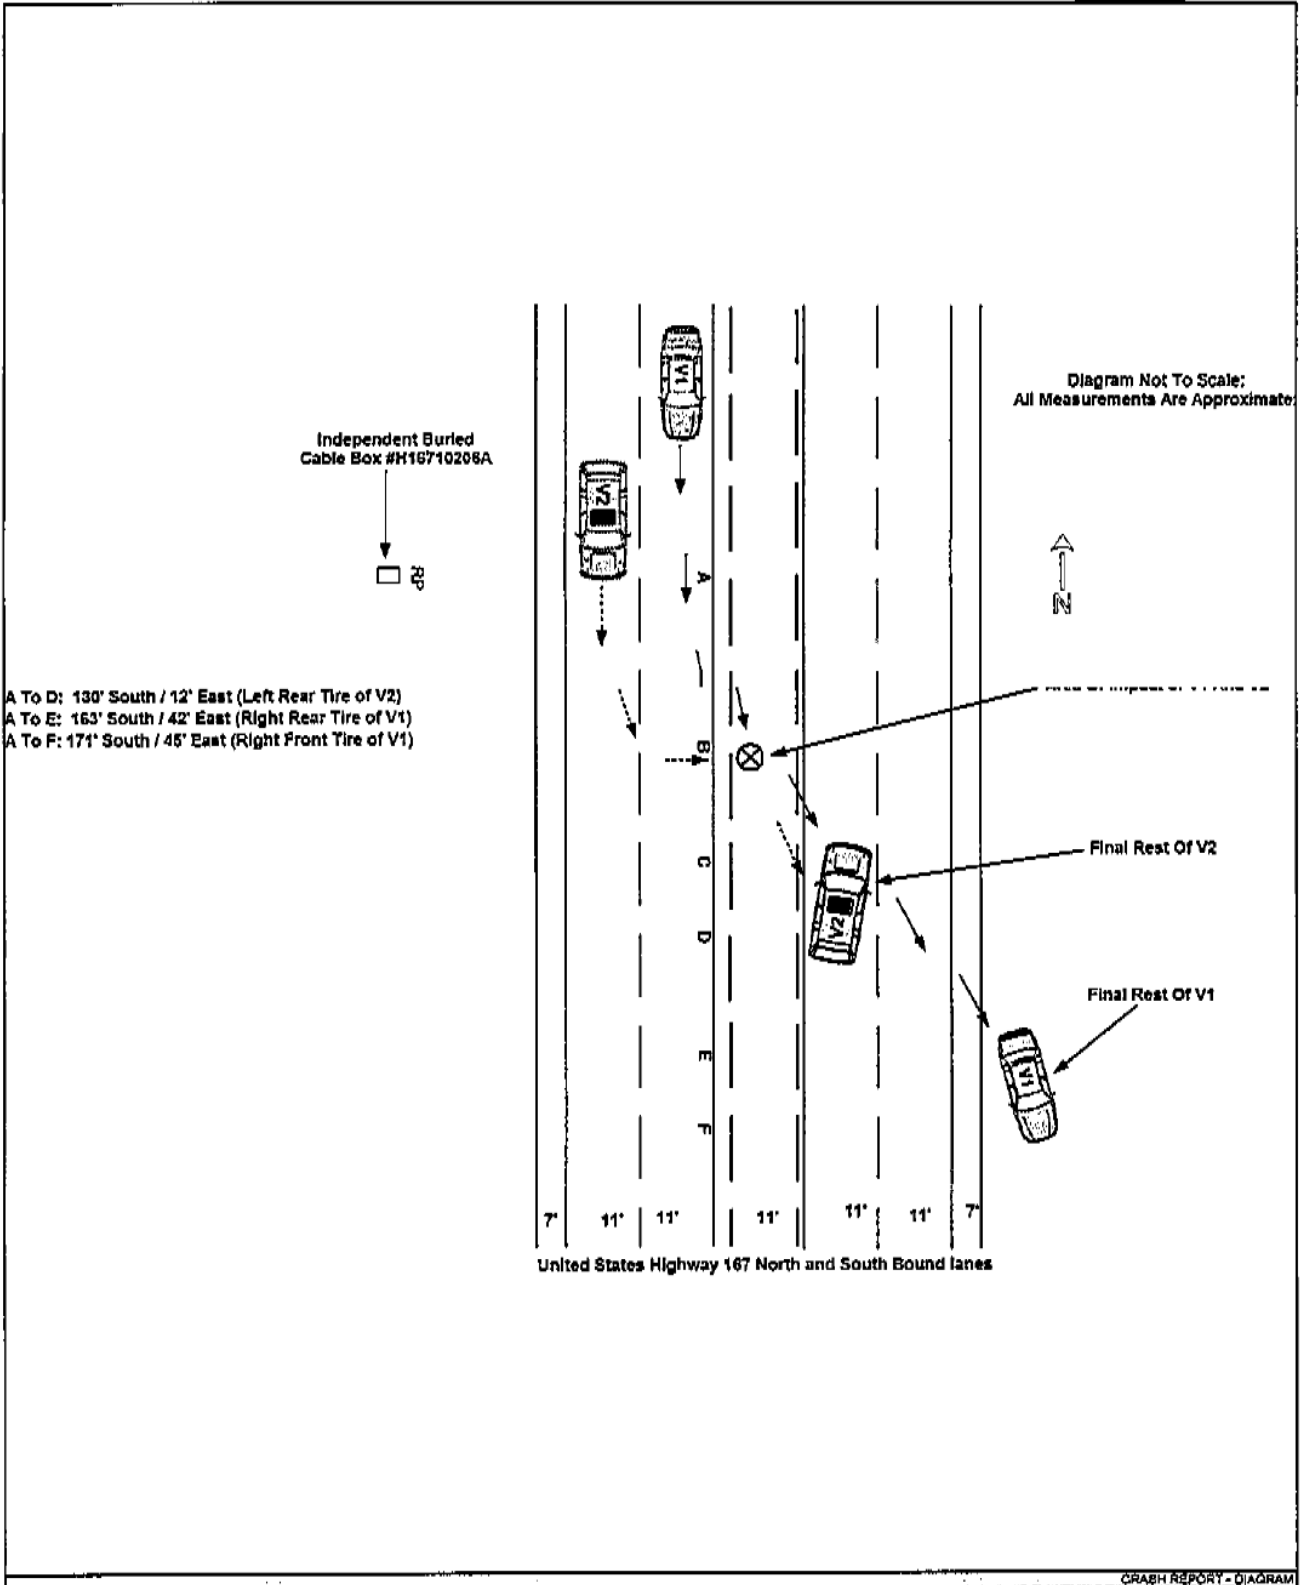 Diagram Not To Scale;
All Measurements Are Approximate.
Independent Buried
Cable Box #H16710206A
V1
V2
RP
N
A
A To D: 130' South / 12' East (Left Rear Tire of V2)
A To E: 163' South / 42' East (Right Rear Tire of V1)
A To F: 171' South / 45' East (Right Front Tire of V1)
B
C
Final Rest Of V2
V2
D
Final Rest Of V1
E
V1
F
7' 11' 11' 11' 11' 11' 7'
United States Highway 167 North and South Bound lanes
CRASH REPORT - DIAGRAM